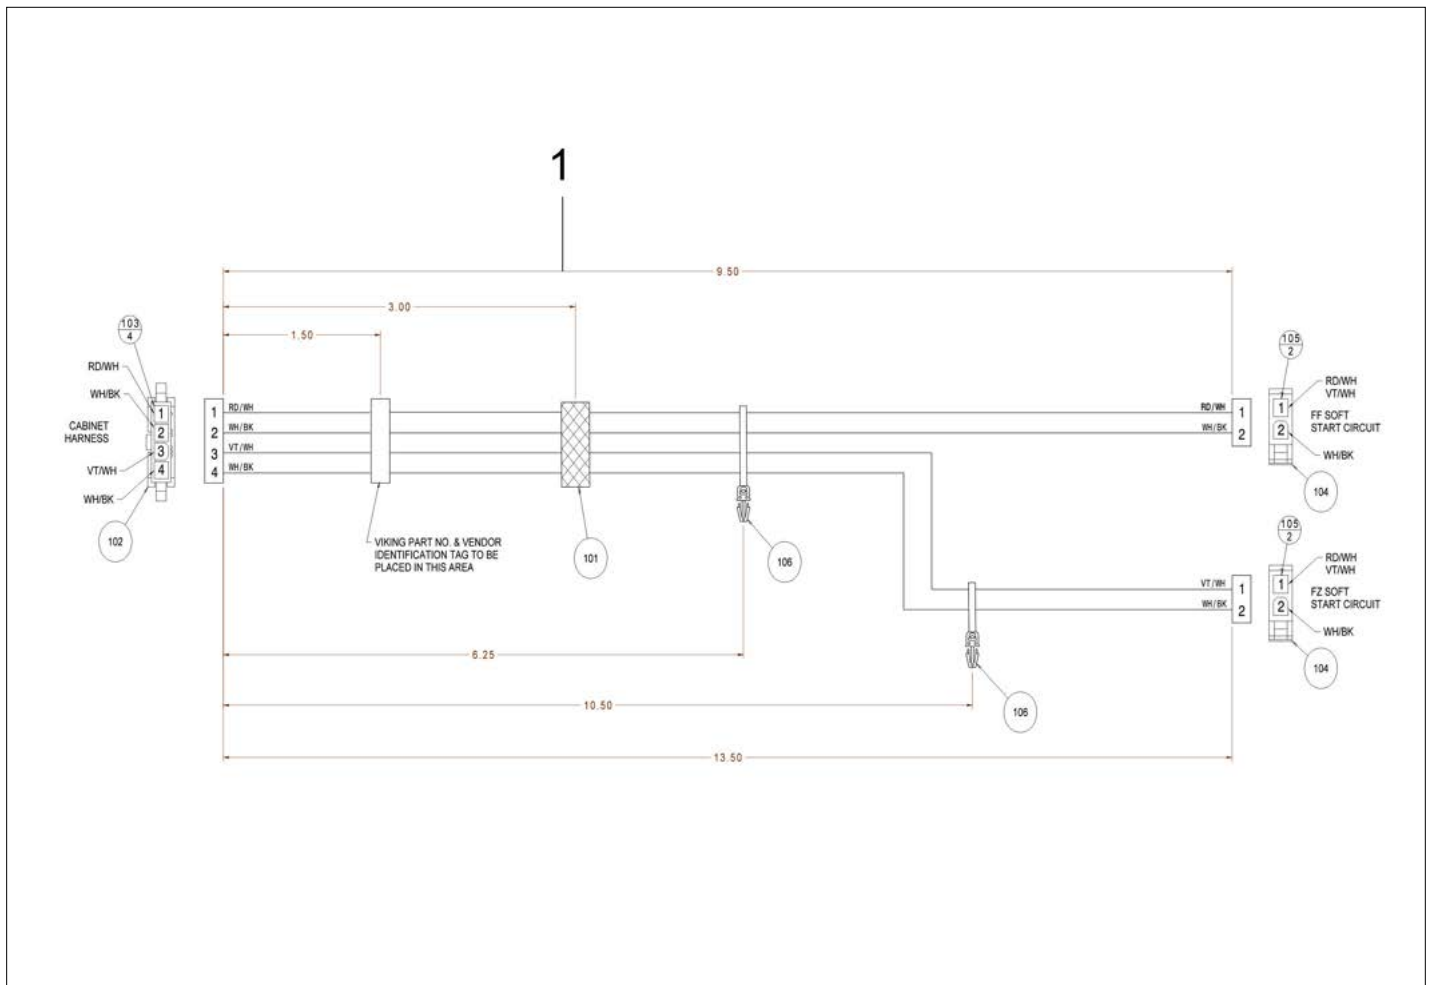 1
9.50
3.00
1.50
103
4
RD/WH
WH/BK
CABINET
HARNESS
VT/WH
WH/BK
102
1
2
3
4
1
2
3
4
RD/WH
WH/BK
VT/WH
WH/BK
VIKING PART NO. & VENDOR
IDENTIFICATION TAG TO BE
PLACED IN THIS AREA
101
106
RD/WH
WH/BK
1
2
105
2
1
2
RD/WH
VT/WH
FF SOFT
START CIRCUIT
WH/BK
104
VT/WH
WH/BK
1
2
105
2
1
2
RD/WH
VT/WH
FZ SOFT
START CIRCUIT
WH/BK
104
106
6.25
10.50
13.50